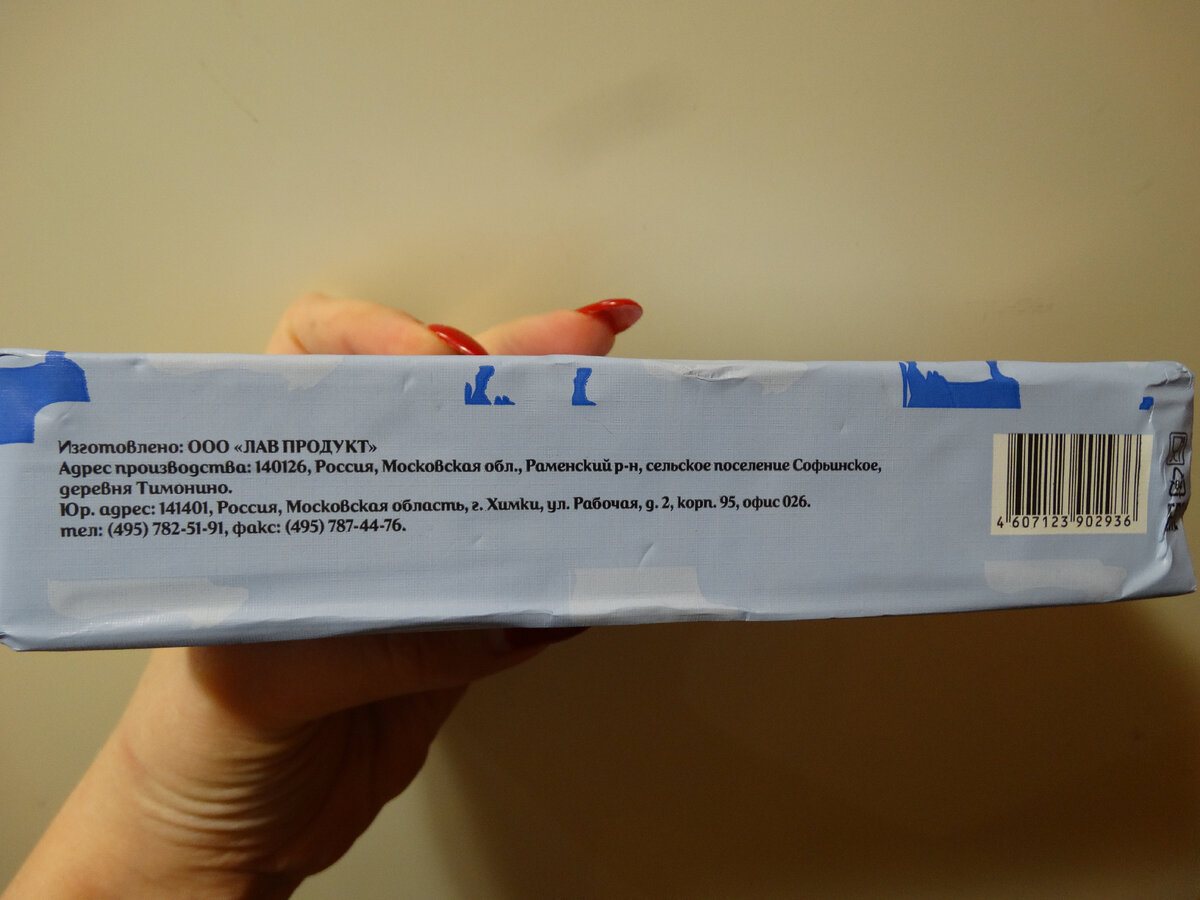 Изготовлено: ООО «ЛАВ ПРОДУКТ»
Адрес производства: 140126, Россия, Московская обл., Раменский р-н, сельское поселение Софьинское,
деревня Тимонино.
Юр. адрес: 141401, Россия, Московская область, г. Химки, ул. Рабочая, д. 2, корп. 95, офис 026.
тел: (495) 782-51-91, факс: (495) 787-44-76.
4 607123 902936